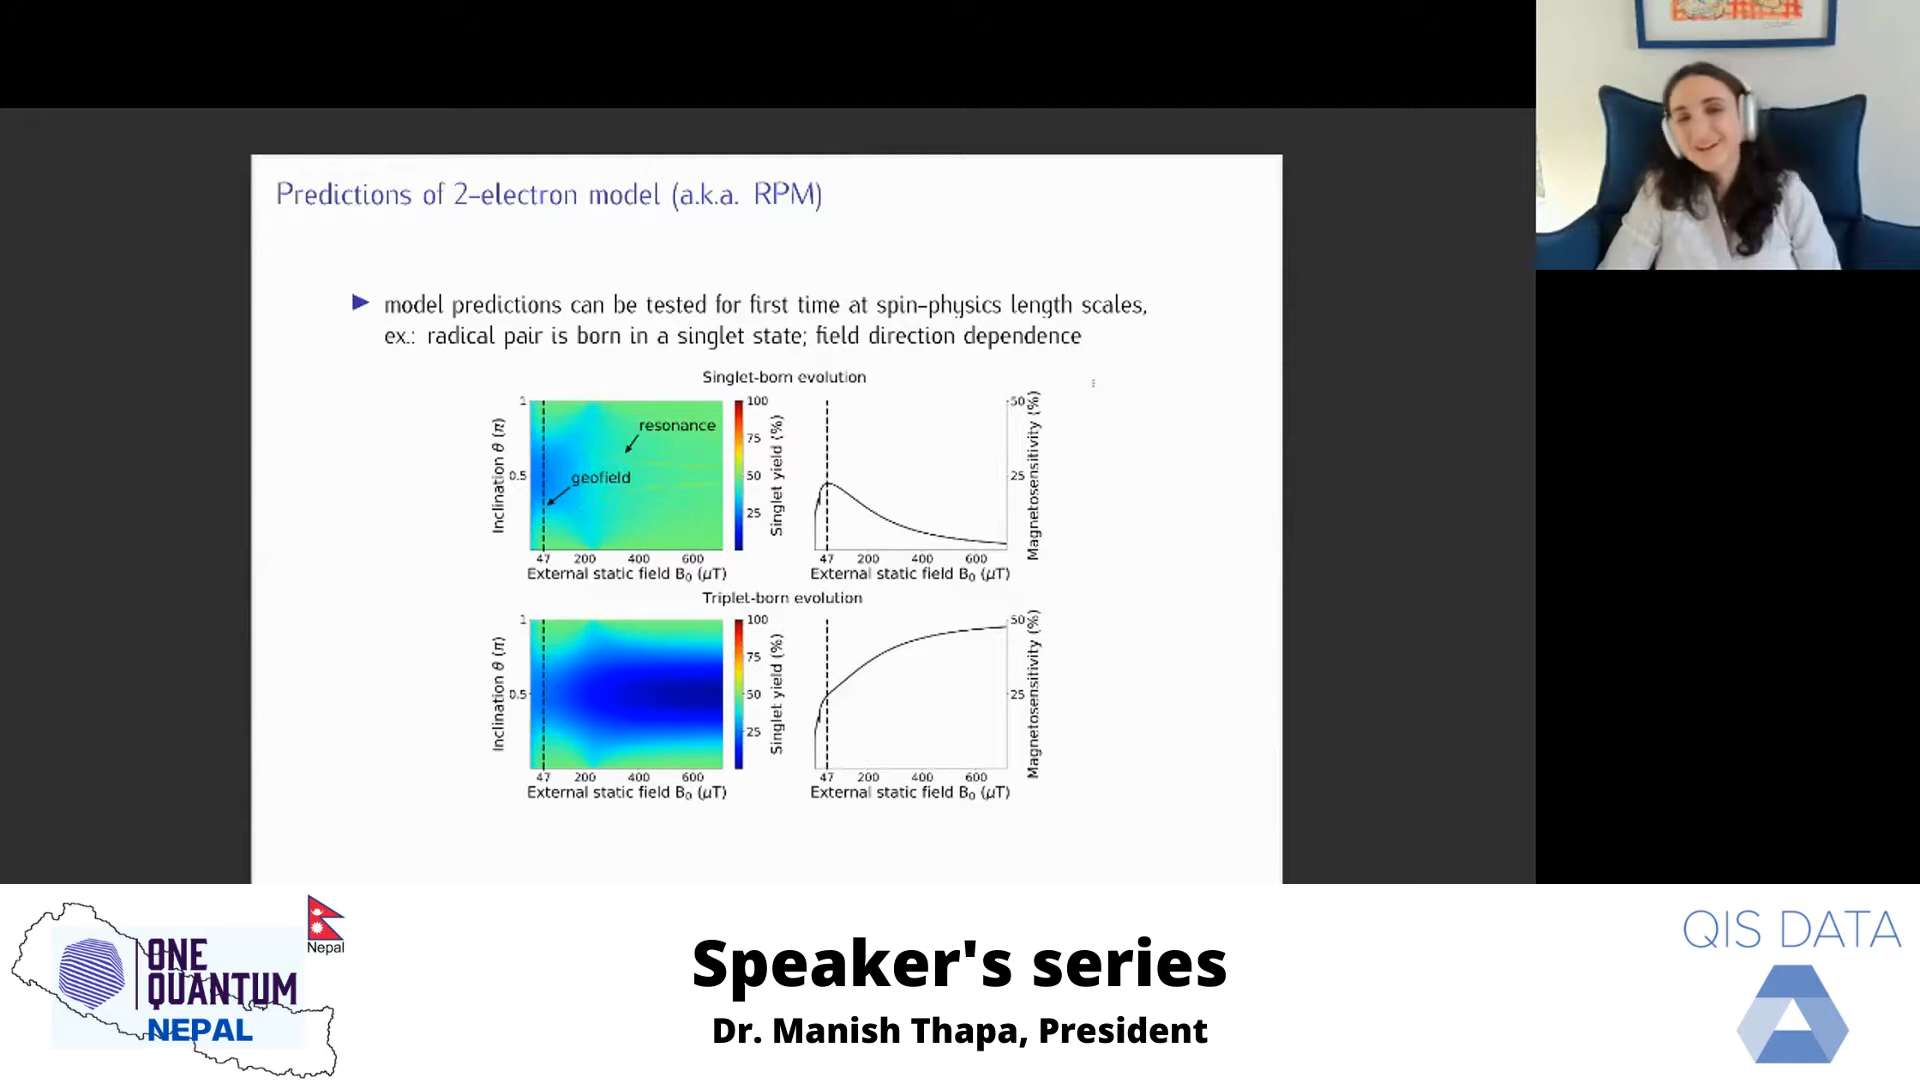 Predictions of 2-electron model (a.k.a. RPM)
► model predictions can be tested for first time at spin-physics length scales,
ex.: radical pair is born in a singlet state; field direction dependence
Singlet-born evolution
Inclination θ (π)
1
0.5
resonance
geofield
47 200 400 600
External static field B₀ (μT)
100
75
50
25
Singlet yield (%)
50
25
Magnetosensitivity (%)
47 200 400 600
External static field B₀ (μT)
Triplet-born evolution
Inclination θ (π)
1
0.5
47 200 400 600
External static field B₀ (μT)
100
75
50
25
Singlet yield (%)
50
25
Magnetosensitivity (%)
47 200 400 600
External static field B₀ (μT)
Nepal
ONE
QUANTUM
NEPAL
Speaker's series
Dr. Manish Thapa, President
QIS DATA